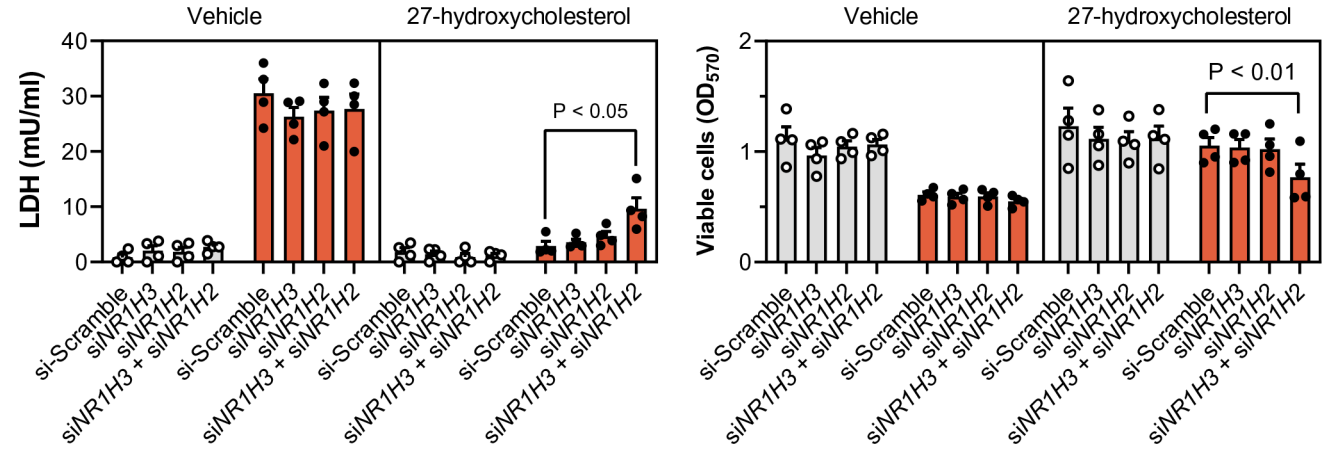 Vehicle
27-hydroxycholesterol
LDH (mU/ml)
40
30
20
10
0
P < 0.05
si-Scramble
siNR1H3
siNR1H2
siNR1H3 + siNR1H2
si-Scramble
siNR1H3
siNR1H2
siNR1H3 + siNR1H2
si-Scramble
siNR1H3
siNR1H2
siNR1H3 + siNR1H2
si-Scramble
siNR1H3
siNR1H2
siNR1H3 + siNR1H2
Vehicle
27-hydroxycholesterol
Viable cells (OD570)
2
1
0
P < 0.01
si-Scramble
siNR1H3
siNR1H2
siNR1H3 + siNR1H2
si-Scramble
siNR1H3
siNR1H2
siNR1H3 + siNR1H2
si-Scramble
siNR1H3
siNR1H2
siNR1H3 + siNR1H2
si-Scramble
siNR1H3
siNR1H2
siNR1H3 + siNR1H2